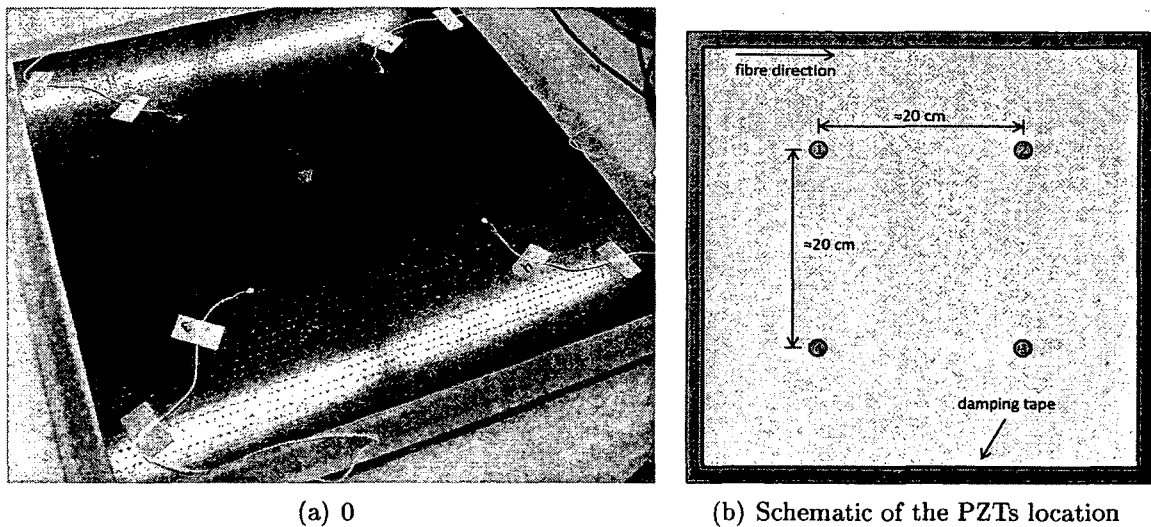 fibre direction
≈20 cm
1
2
≈20 cm
4
3
damping tape
(a) 0
(b) Schematic of the PZTs location